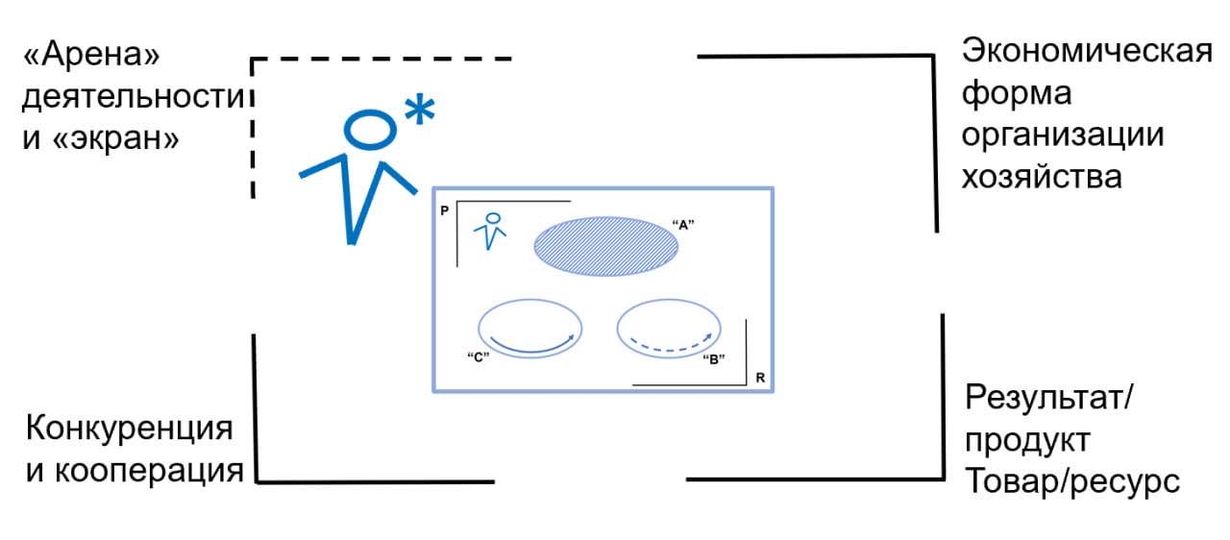 «Арена»
деятельности
и «экран»
Экономическая
форма
организации
хозяйства
*
P
“A”
“C”
“B”
R
Конкуренция
и кооперация
Результат/
продукт
Товар/ресурс